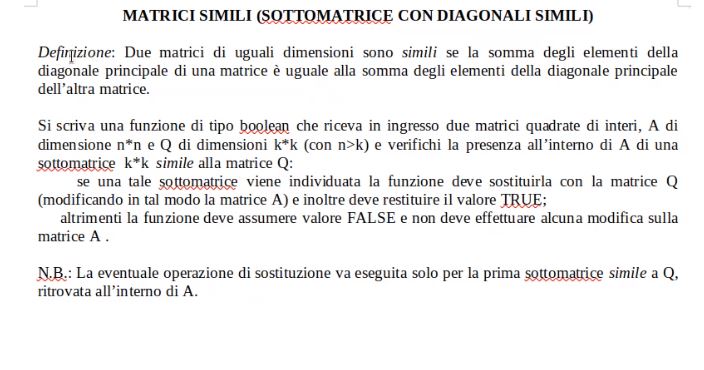 MATRICI SIMILI (SOTTOMATRICE CON DIAGONALI SIMILI)
Definizione: Due matrici di uguali dimensioni sono simili se la somma degli elementi della
diagonale principale di una matrice è uguale alla somma degli elementi della diagonale principale
dell'altra matrice.
Si scriva una funzione di tipo boolean che riceva in ingresso due matrici quadrate di interi, A di
dimensione n*n e Q di dimensioni k*k (con n>k) e verifichi la presenza all'interno di A di una
sottomatrice k*k simile alla matrice Q:
se una tale sottomatrice viene individuata la funzione deve sostituirla con la matrice Q
(modificando in tal modo la matrice A) e inoltre deve restituire il valore TRUE;
altrimenti la funzione deve assumere valore FALSE e non deve effettuare alcuna modifica sulla
matrice A .
N.B.: La eventuale operazione di sostituzione va eseguita solo per la prima sottomatrice simile a Q,
ritrovata all'interno di A.